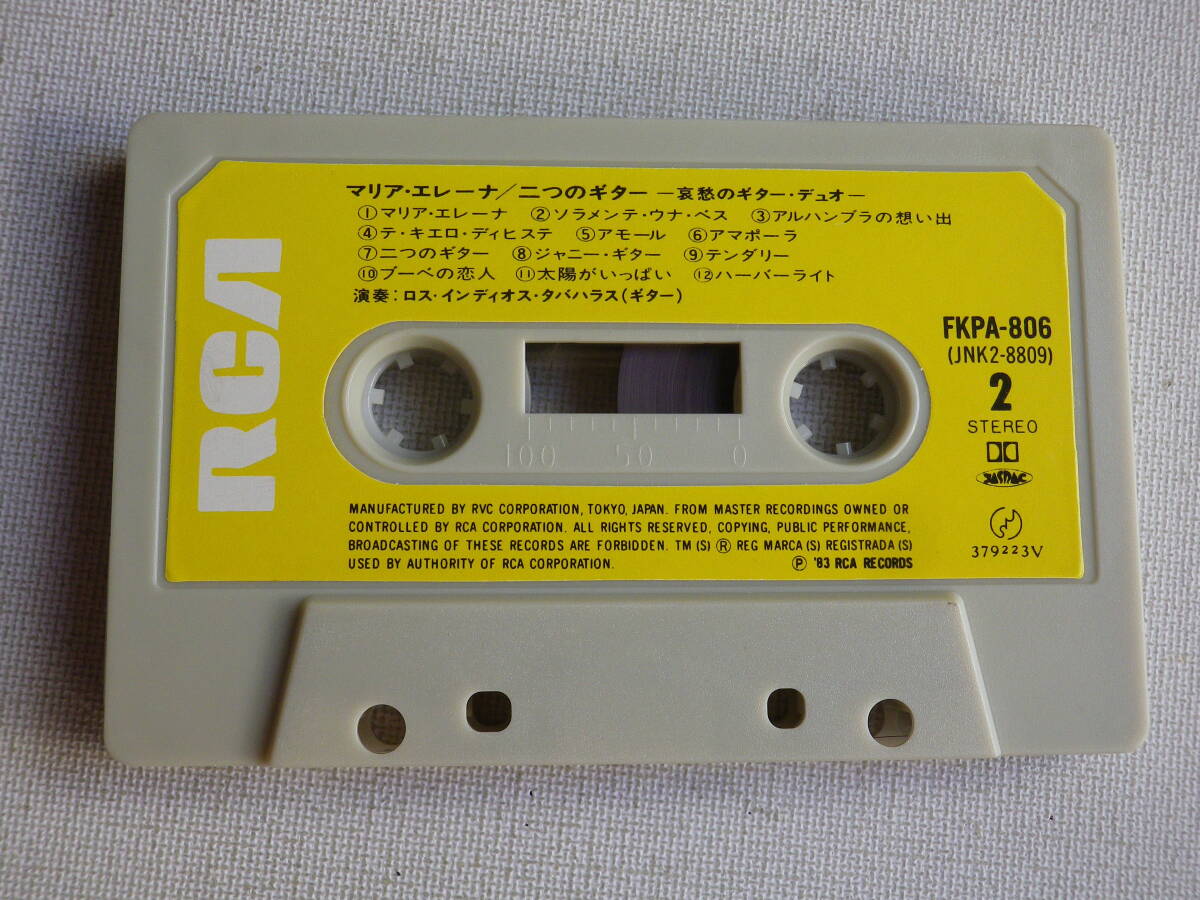 RCA
マリア・エレーナ/二つのギター ―哀愁のギター・デュオ―
①マリア・エレーナ ②ソラメンテ・ウナ・ベス ③アルハンブラの想い出
④テ・キエロ・ディヒステ ⑤アモール ⑥アマポーラ
⑦二つのギター ⑧ジャニー・ギター ⑨テンダリー
⑩ブーベの恋人 ⑪太陽がいっぱい ⑫ハーバーライト
演奏:ロス・インディオス・タバハラス(ギター)
FKPA-806
(JNK2-8809)
2
STEREO
JASRAC
100 50 0
MANUFACTURED BY RVC CORPORATION, TOKYO, JAPAN. FROM MASTER RECORDINGS OWNED OR
CONTROLLED BY RCA CORPORATION. ALL RIGHTS RESERVED, COPYING, PUBLIC PERFORMANCE,
BROADCASTING OF THESE RECORDS ARE FORBIDDEN. TM(S) ® REG MARCA(S) REGISTRADA(S)
USED BY AUTHORITY OF RCA CORPORATION. Ⓟ '83 RCA RECORDS
379223V